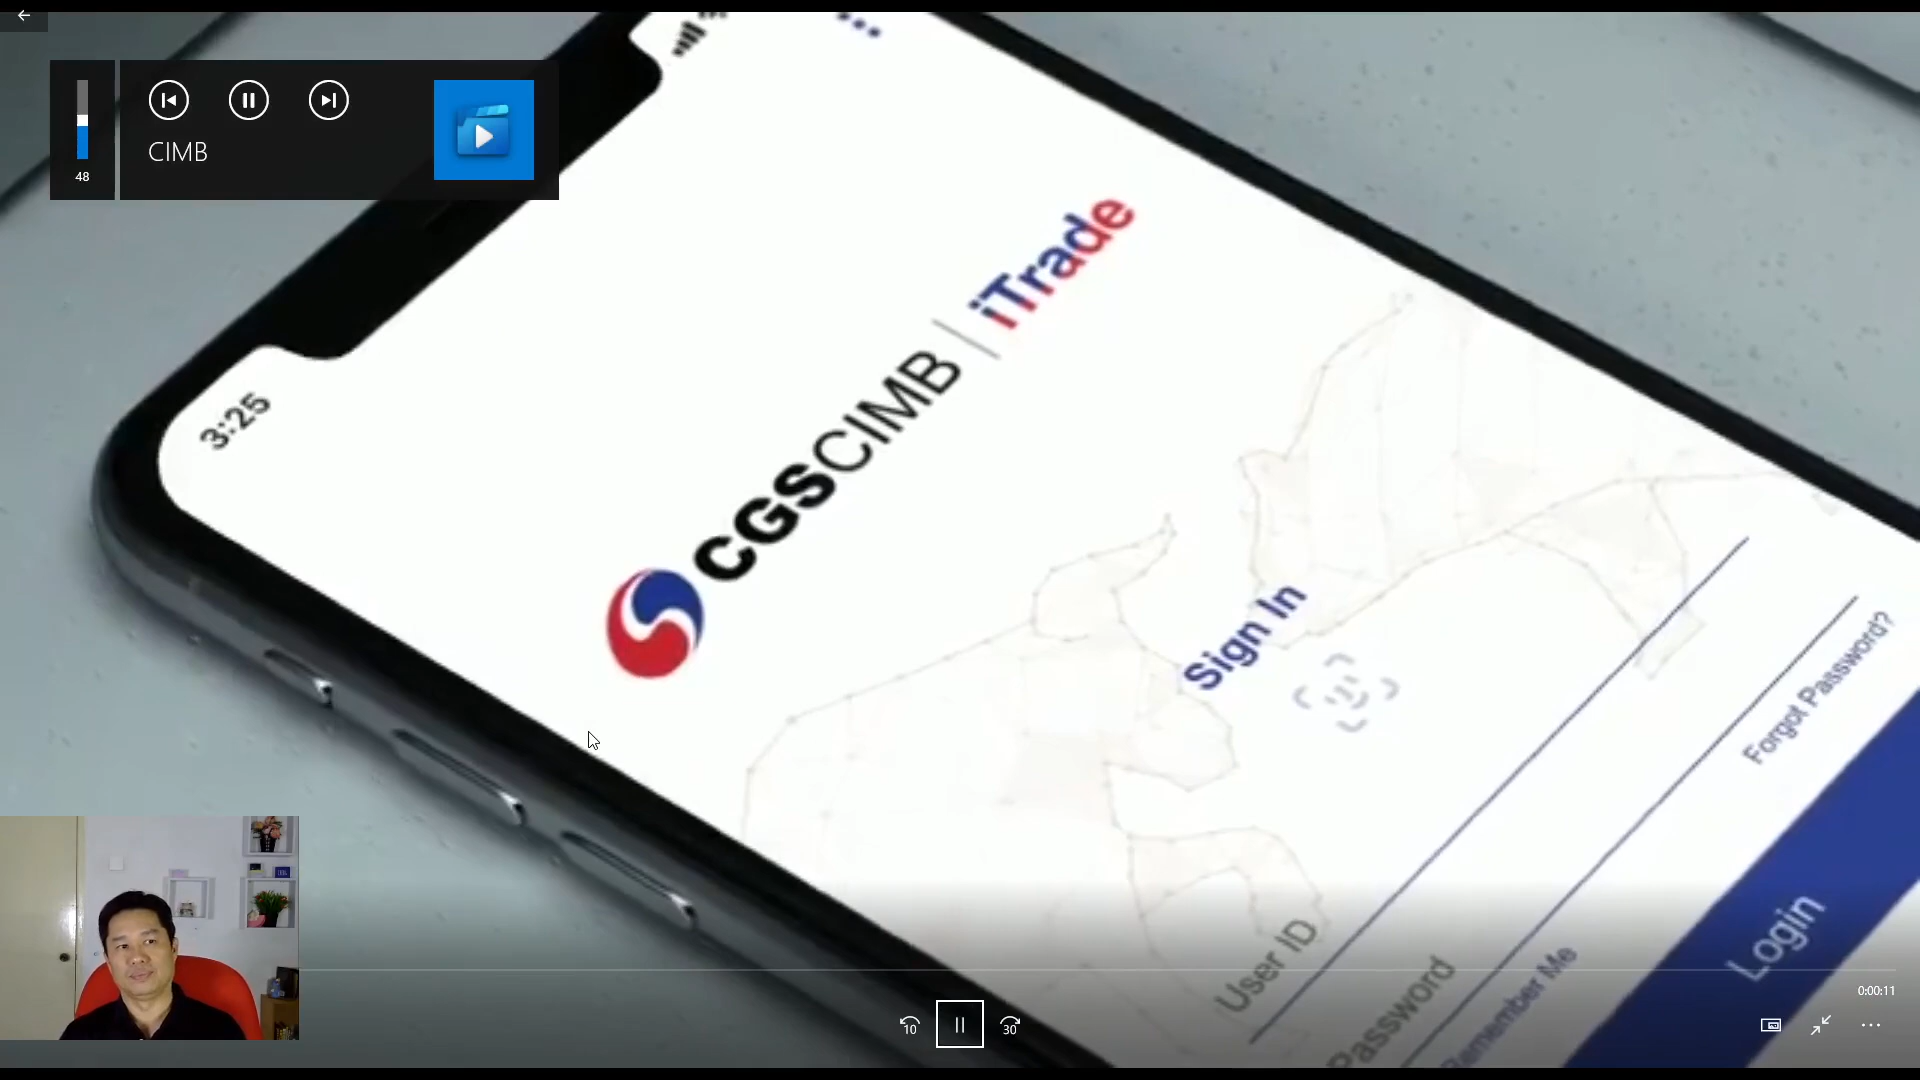 CIMB
48
3:25
CGSCIMB | iTrade
Sign In
User ID
Password
Forgot Password?
Remember Me
Login
0:00:11
10
30